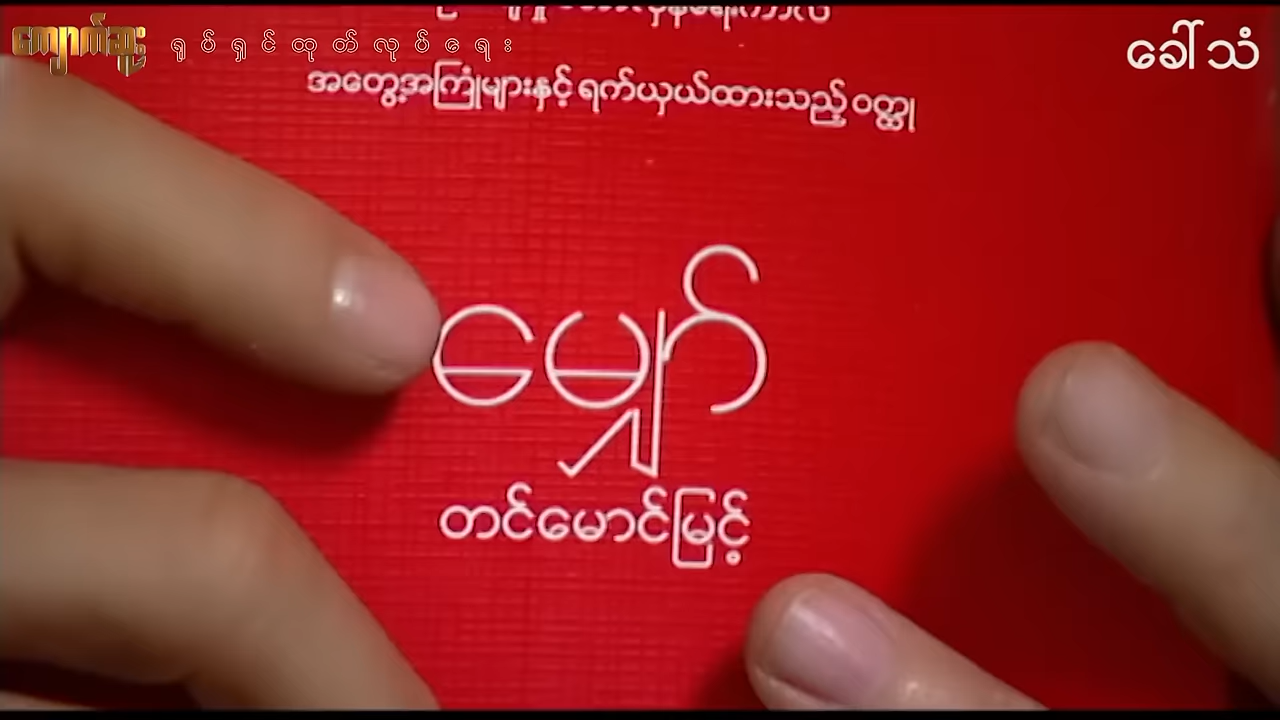 ကျောက်ဆူး ရုပ်ရှင်ထုတ်လုပ်ရေး
ခေါ်သံ
အတွေ့အကြုံများနှင့် ရက်ယှယ်ထားသည့် ဝတ္ထု
မျှော်
တင်မောင်မြင့်